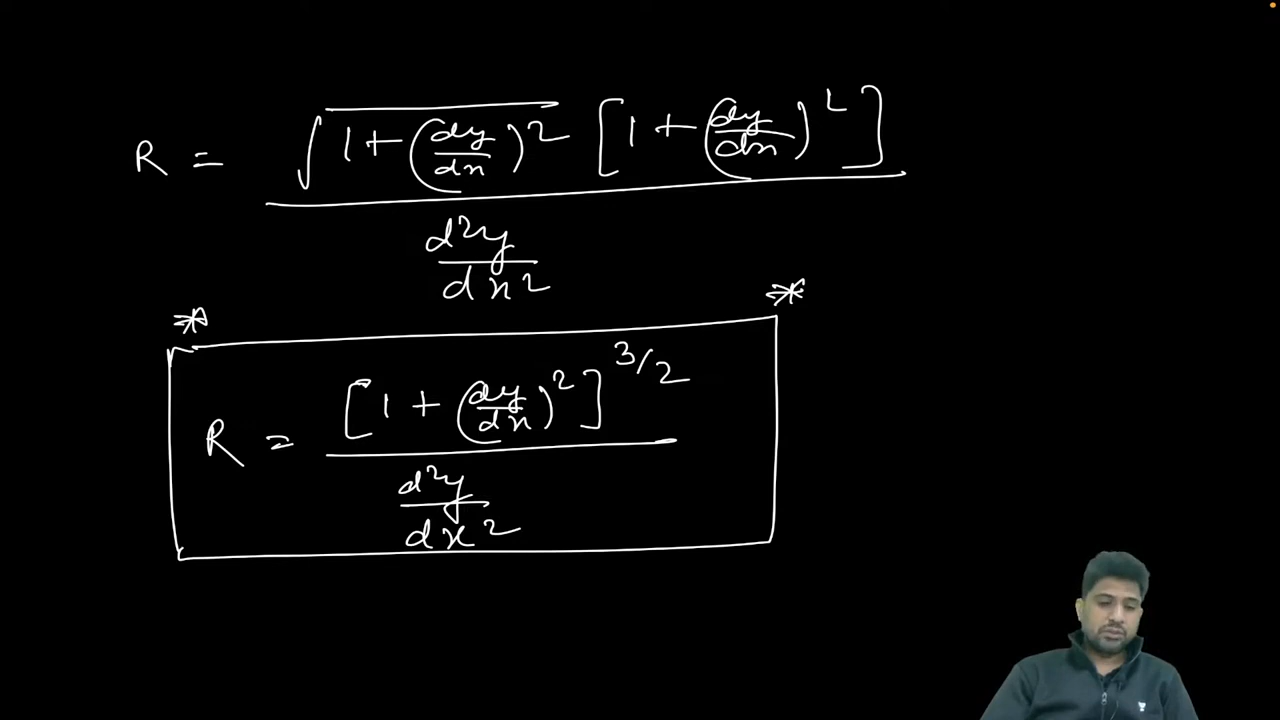 R = √(1 + (dy/dx)²) [1 + (dy/dx)²] / (d²y/dx²)
* *
R = [1 + (dy/dx)²]^(3/2) / (d²y/dx²)